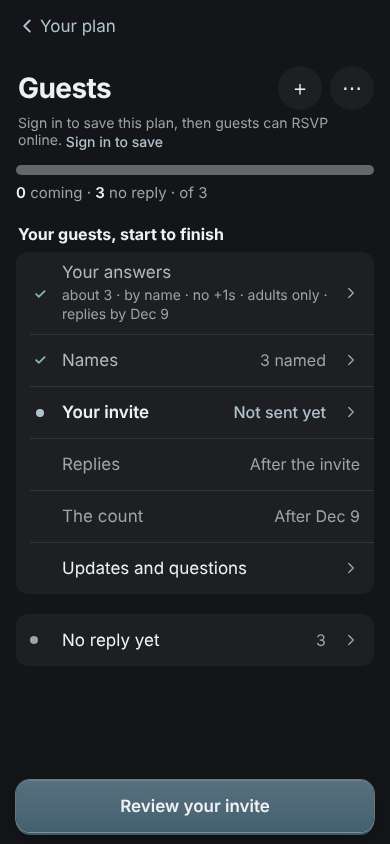 Your plan
Guests
+ ...
Sign in to save this plan, then guests can RSVP
online. Sign in to save
0 coming · 3 no reply · of 3
Your guests, start to finish
Your answers
about 3 · by name · no +1s · adults only ·
replies by Dec 9
Names 3 named
Your invite Not sent yet
Replies After the invite
The count After Dec 9
Updates and questions
No reply yet 3
Review your invite